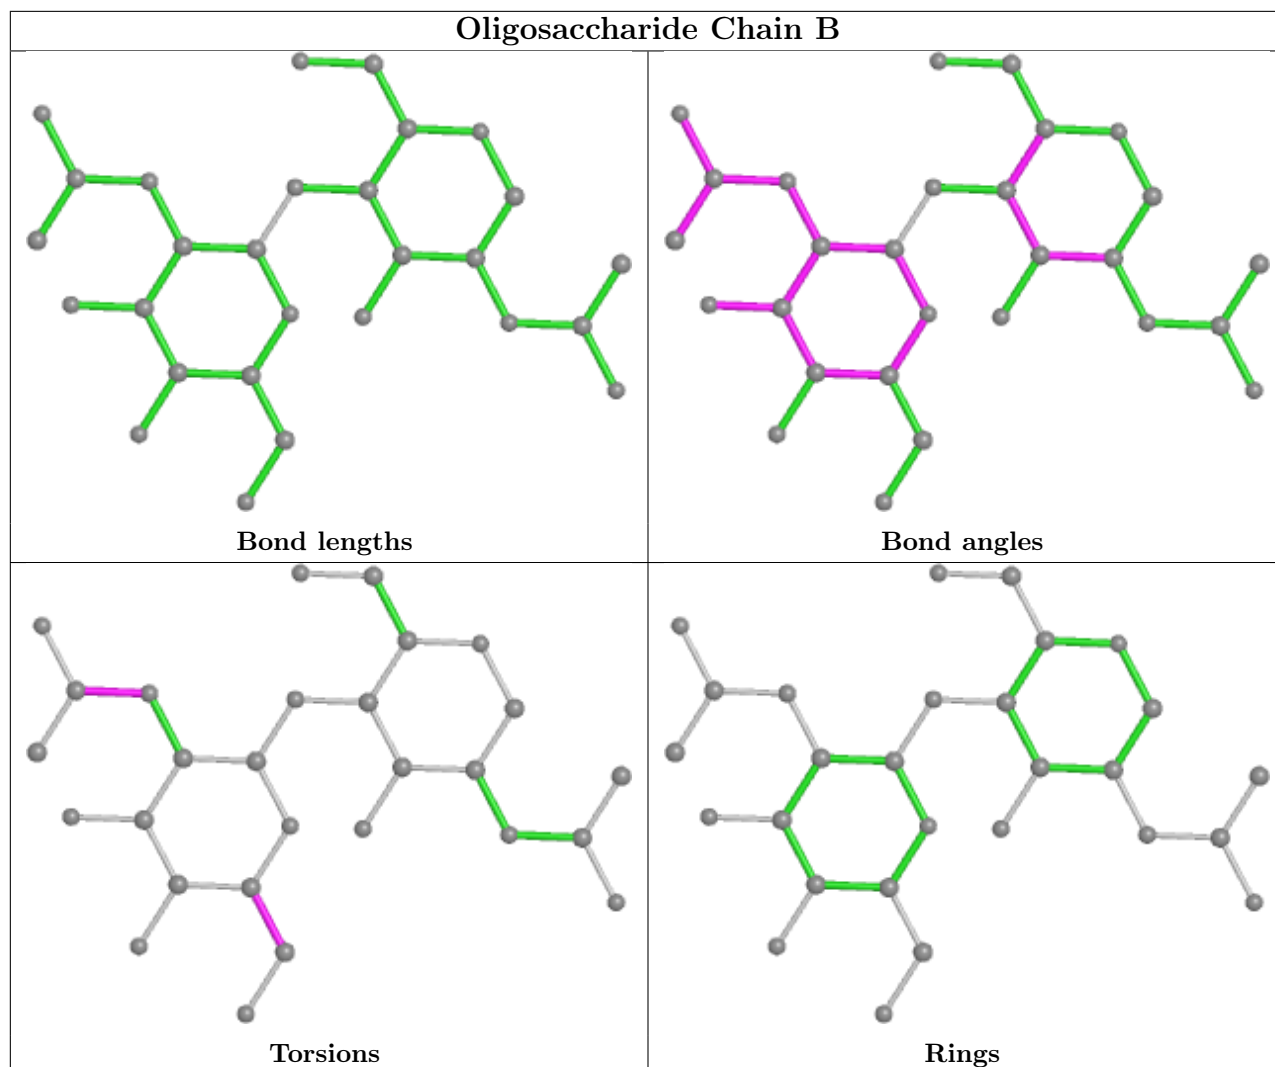 Oligosaccharide Chain B
Bond lengths
Bond angles
Torsions
Rings